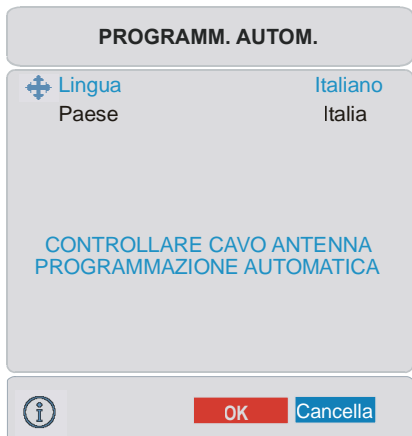 PROGRAMM. AUTOM.
Lingua Italiano
Paese Italia
CONTROLLARE CAVO ANTENNA
PROGRAMMAZIONE AUTOMATICA
OK Cancella